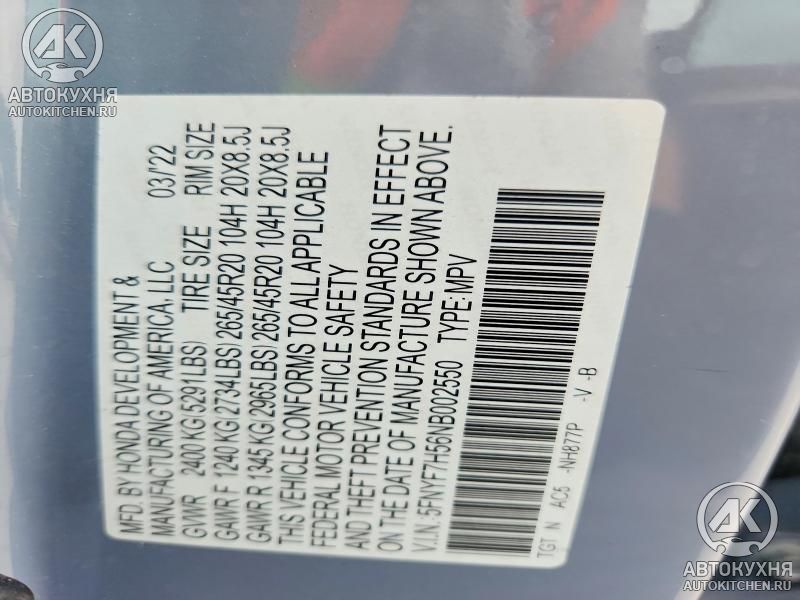 MFD. BY HONDA DEVELOPMENT &
MANUFACTURING OF AMERICA, LLC 03/'22
GVWR 2400 KG(5291LBS) TIRE SIZE RIM SIZE
GAWR F 1240 KG(2734LBS)265/45R20 104H 20X8.5J
GAWR R 1345 KG(2965LBS)265/45R20 104H 20X8.5J
THIS VEHICLE CONFORMS TO ALL APPLICABLE
FEDERAL MOTOR VEHICLE SAFETY
AND THEFT PREVENTION STANDARDS IN EFFECT
ON THE DATE OF MANUFACTURE SHOWN ABOVE.
V.I.N.: 5FNYF7H56NB002550 TYPE: MPV
TGT N AC5 -NH877P -V -B
АК
АВТОКУХНЯ
AUTOKITCHEN.RU
АК
АВТОКУХНЯ
AUTOKITCHEN.RU